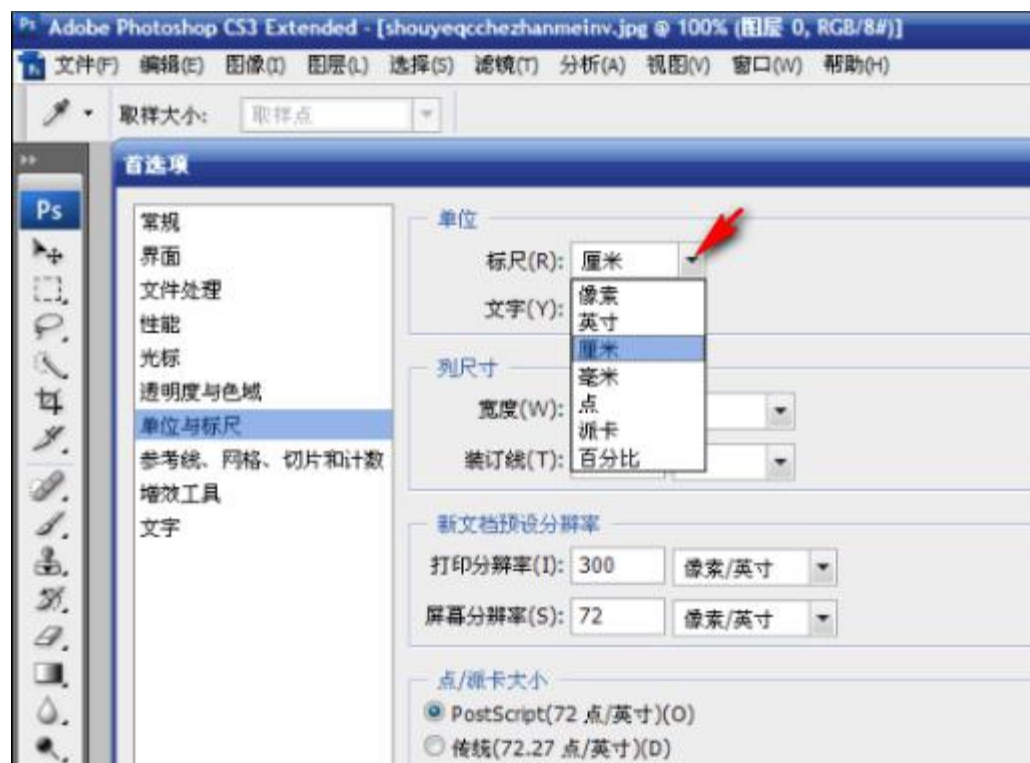 Ps Adobe Photoshop CS3 Extended - [shouyeqcchezhanmeinv.jpg @ 100% (图层 0, RGB/8#)]
文件(F) 编辑(E) 图像(I) 图层(L) 选择(S) 滤镜(T) 分析(A) 视图(V) 窗口(W) 帮助(H)
取样大小: 取样点
首选项
Ps
常规
界面
文件处理
性能
光标
透明度与色域
单位与标尺
参考线、网格、切片和计数
增效工具
文字
单位
标尺(R): 厘米
文字(Y):
像素
英寸
厘米
毫米
点
派卡
百分比
列尺寸
宽度(W):
装订线(T):
新文档预设分辨率
打印分辨率(I): 300 像素/英寸
屏幕分辨率(S): 72 像素/英寸
点/派卡大小
PostScript(72 点/英寸)(O)
传统(72.27 点/英寸)(D)